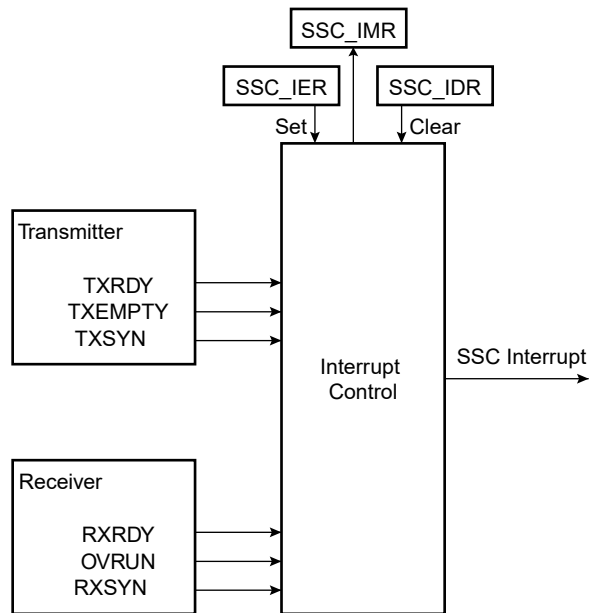 SSC_IMR
SSC_IER
SSC_IDR
Set
Clear
Transmitter
TXRDY
TXEMPTY
TXSYN
Interrupt
Control
SSC Interrupt
Receiver
RXRDY
OVRUN
RXSYN